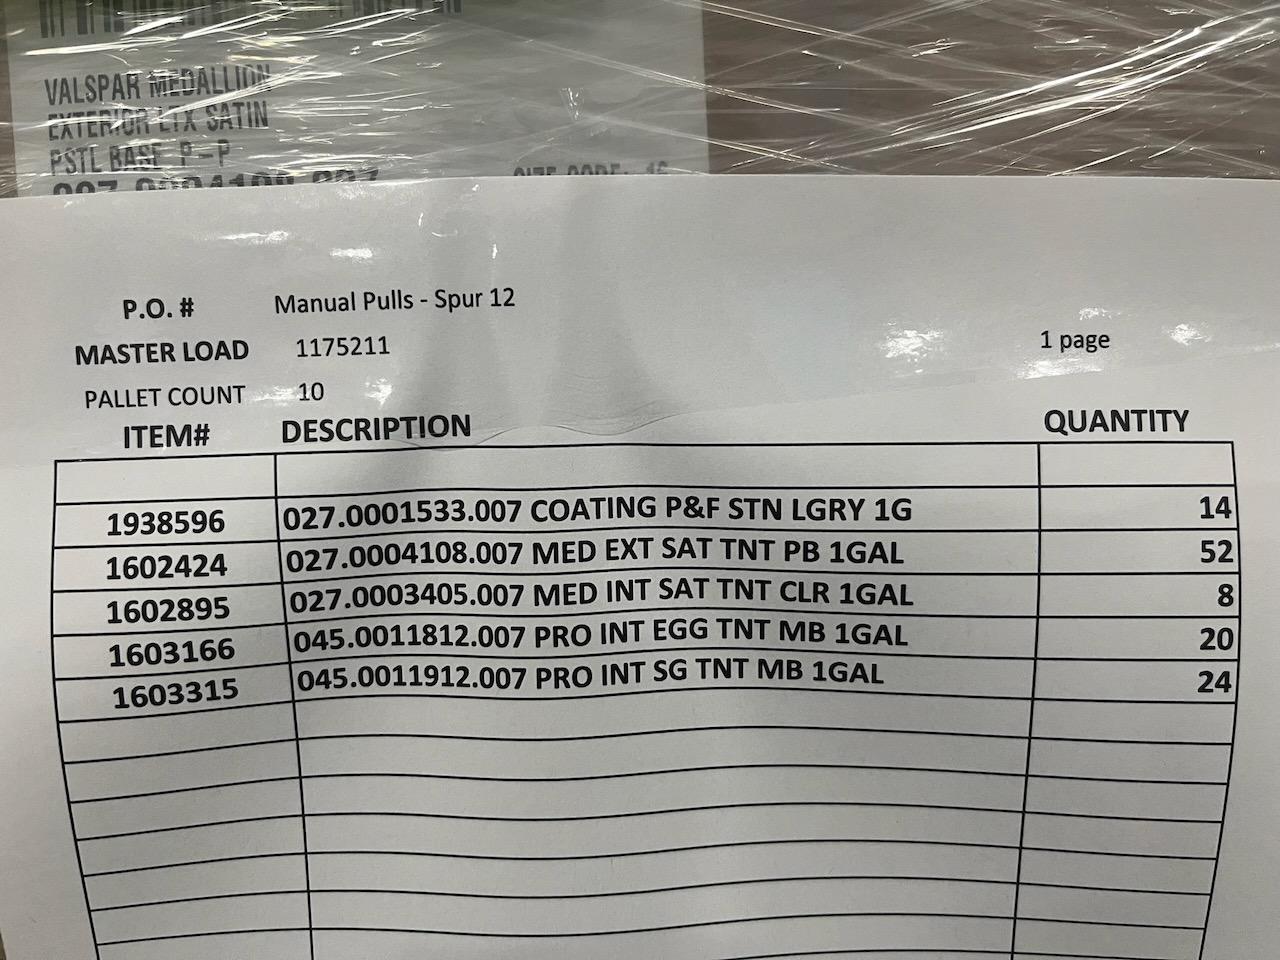 VALSPAR MEDALLION
EXTERIOR LTX SATIN
PSTL BASE P-P
P.O. # Manual Pulls - Spur 12
MASTER LOAD 1175211
1 page
PALLET COUNT 10
ITEM# DESCRIPTION QUANTITY
1938596 027.0001533.007 COATING P&F STN LGRY 1G 14
1602424 027.0004108.007 MED EXT SAT TNT PB 1GAL 52
1602895 027.0003405.007 MED INT SAT TNT CLR 1GAL 8
1603166 045.0011812.007 PRO INT EGG TNT MB 1GAL 20
1603315 045.0011912.007 PRO INT SG TNT MB 1GAL 24